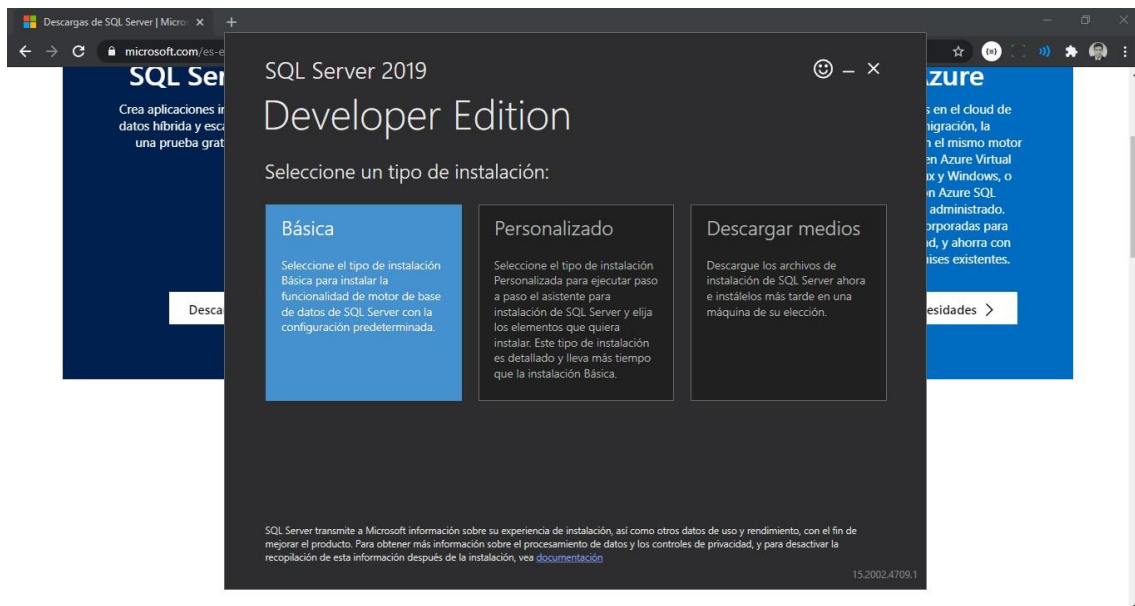 Descargas de SQL Server | Micro
microsoft.com/es-e
SQL Ser
Crea aplicaciones i
datos híbrida y esca
una prueba grat
Desca
SQL Server 2019
Developer Edition
Seleccione un tipo de instalación:
Básica
Seleccione el tipo de instalación
Básica para instalar la
funcionalidad de motor de base
de datos de SQL Server con la
configuración predeterminada.
Personalizado
Seleccione el tipo de instalación
Personalizada para ejecutar paso
a paso el asistente para
instalación de SQL Server y elija
los elementos que quiera
instalar. Este tipo de instalación
es detallado y lleva más tiempo
que la instalación Básica.
Descargar medios
Descargue los archivos de
instalación de SQL Server ahora
e instálelos más tarde en una
máquina de su elección.
SQL Server transmite a Microsoft información sobre su experiencia de instalación, así como otros datos de uso y rendimiento, con el fin de
mejorar el producto. Para obtener más información sobre el procesamiento de datos y los controles de privacidad, y para desactivar la
recopilación de esta información después de la instalación, vea documentación
15.2002.4709.1
zure
s en el cloud de
migración, la
n el mismo motor
en Azure Virtual
ux y Windows, o
n Azure SQL
administrado.
orporadas para
ad, y ahorra con
mises existentes.
esidades